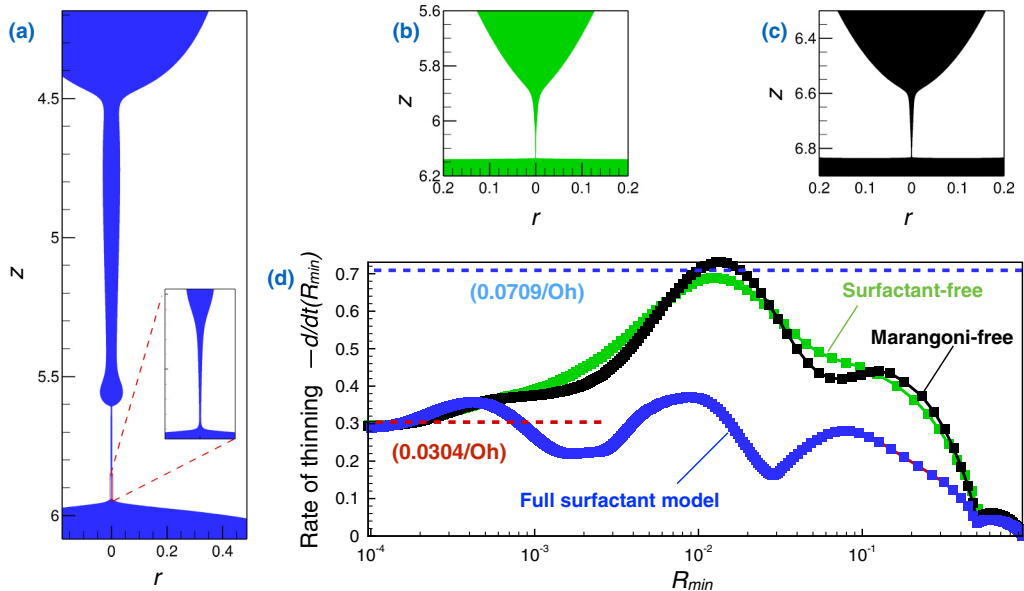 (a)
4.5
5
5.5
6
z
0
0.2
0.4
r
(b)
5.6
5.8
6
6.2
z
0.2
0.1
0
0.1
0.2
r
(c)
6.4
6.6
6.8
z
0.2
0.1
0
0.1
0.2
r
(d)
Rate of thinning —d/dt(Rmin)
0.7
0.6
0.5
0.4
0.3
0.2
0.1
0
(0.0709/Oh)
Surfactant-free
Marangoni-free
(0.0304/Oh)
Full surfactant model
10-4
10-3
10-2
10-1
Rmin